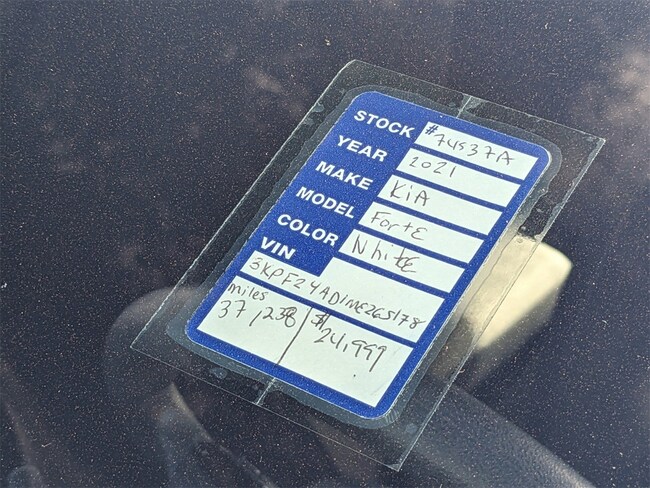 STOCK #74537A
YEAR 2021
MAKE KiA
MODEL FortE
COLOR White
VIN
3KPF24AD1ME265178
miles
37,238 $24,999